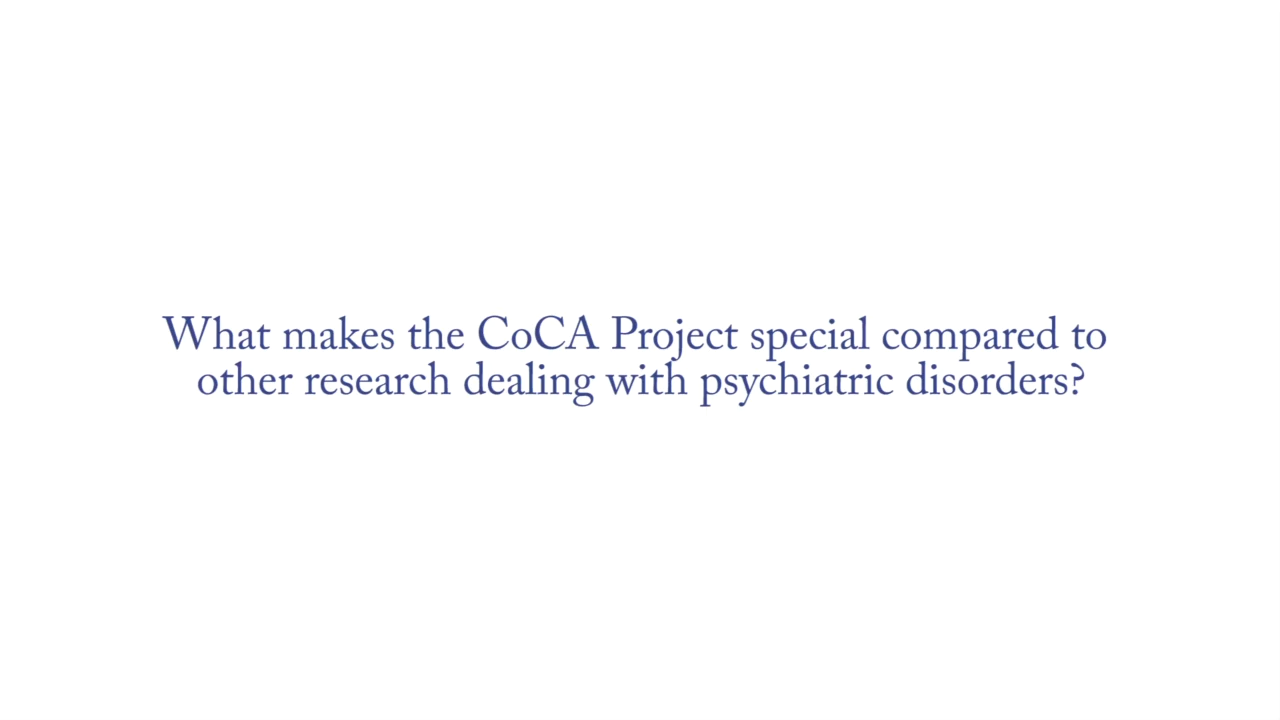 What makes the CoCA Project special compared to
other research dealing with psychiatric disorders?